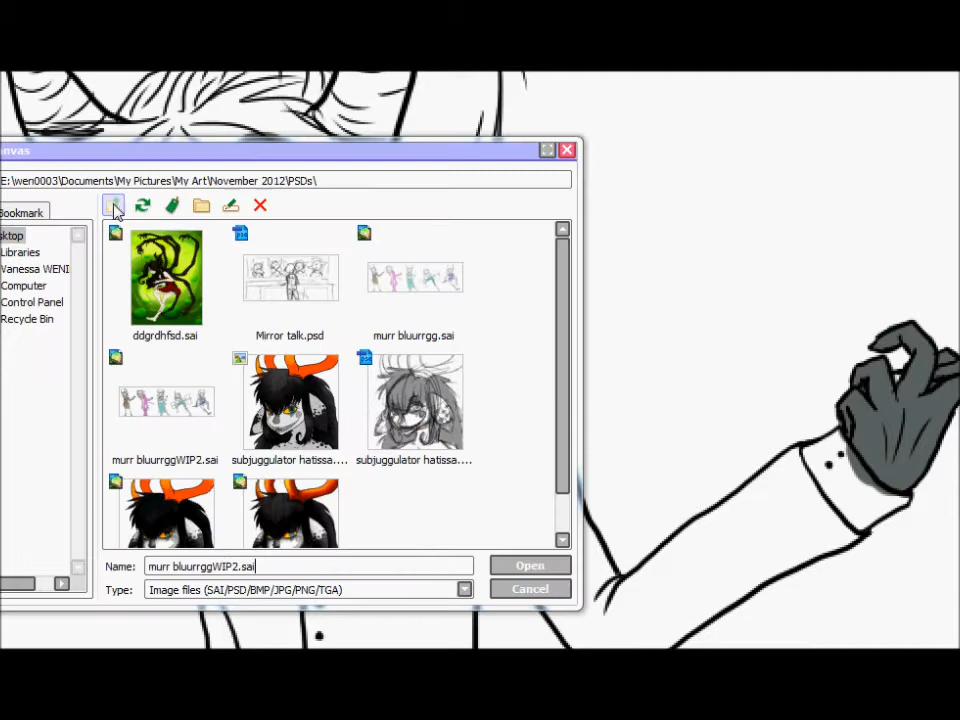 anvas
E:\wen0003\Documents\My Pictures\My Art\November 2012\PSDs\
Bookmark
sktop
Libraries
Vanessa WENI
Computer
Control Panel
Recycle Bin
ddgrdhfsd.sai
Mirror talk.psd
murr bluurrgg.sai
murr bluurrggWIP2.sai
subjuggulator hatissa....
subjuggulator hatissa....
Name: murr bluurrggWIP2.sai
Open
Type: Image files (SAI/PSD/BMP/JPG/PNG/TGA)
Cancel